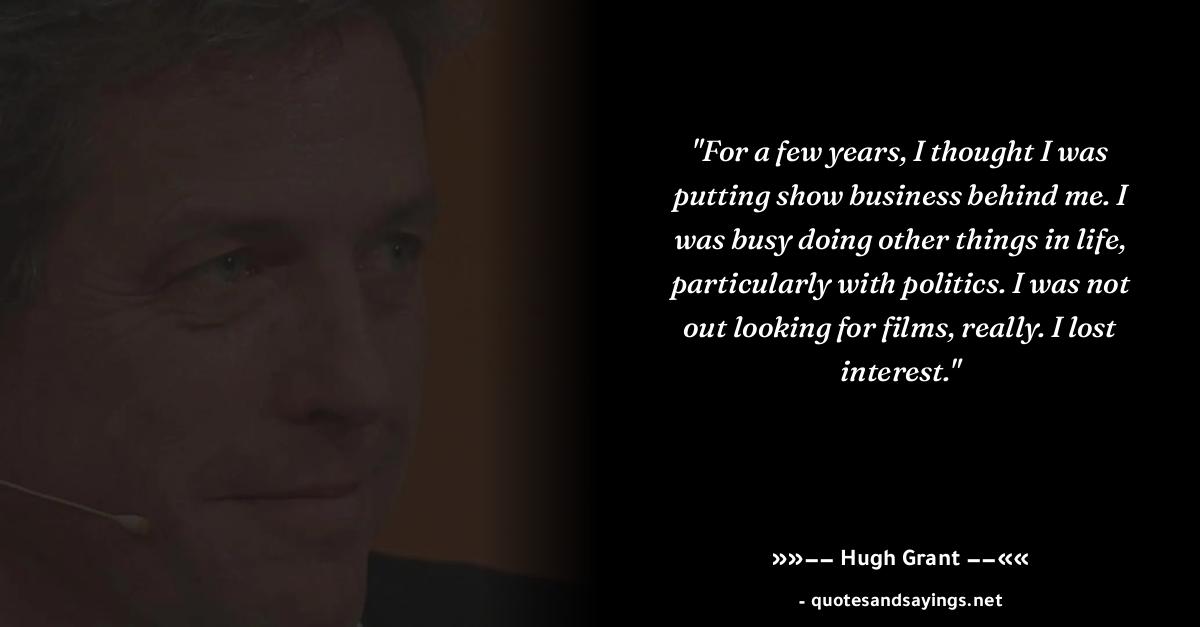 "For a few years, I thought I was
putting show business behind me. I
was busy doing other things in life,
particularly with politics. I was not
out looking for films, really. I lost
interest."
»»–– Hugh Grant ––««
- quotesandsayings.net